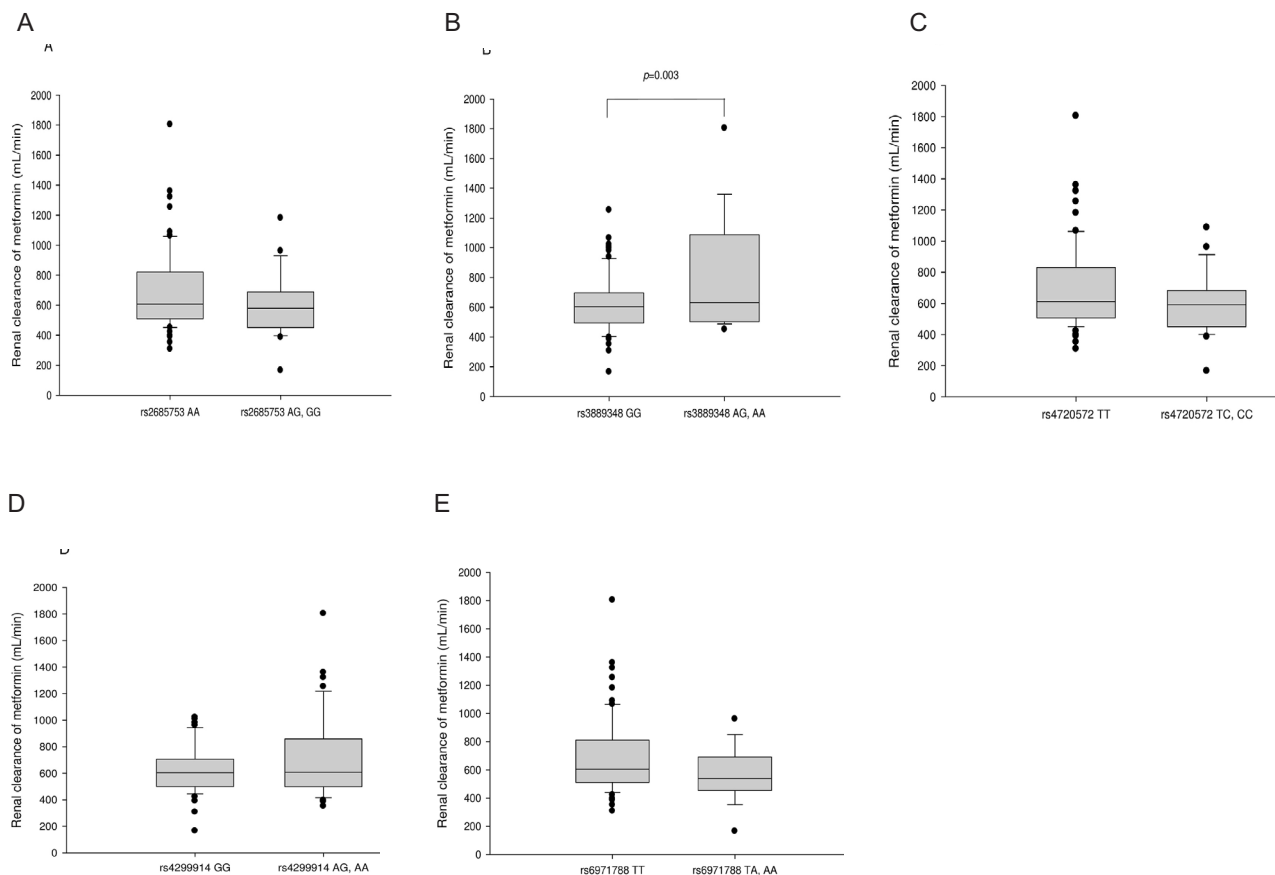 A
B
C
A
p=0.003
Renal clearance of metformin (mL/min)
2000
1800
1600
1400
1200
1000
800
600
400
200
0
rs2685753 AA
rs2685753 AG, GG
Renal clearance of metformin (mL/min)
2000
1800
1600
1400
1200
1000
800
600
400
200
0
rs3889348 GG
rs3889348 AG, AA
Renal clearance of metformin (mL/min)
2000
1800
1600
1400
1200
1000
800
600
400
200
0
rs4720572 TT
rs4720572 TC, CC
D
E
Renal clearance of metformin (mL/min)
2000
1800
1600
1400
1200
1000
800
600
400
200
0
rs4299914 GG
rs4299914 AG, AA
Renal clearance of metformin (mL/min)
2000
1800
1600
1400
1200
1000
800
600
400
200
0
rs6971788 TT
rs6971788 TA, AA